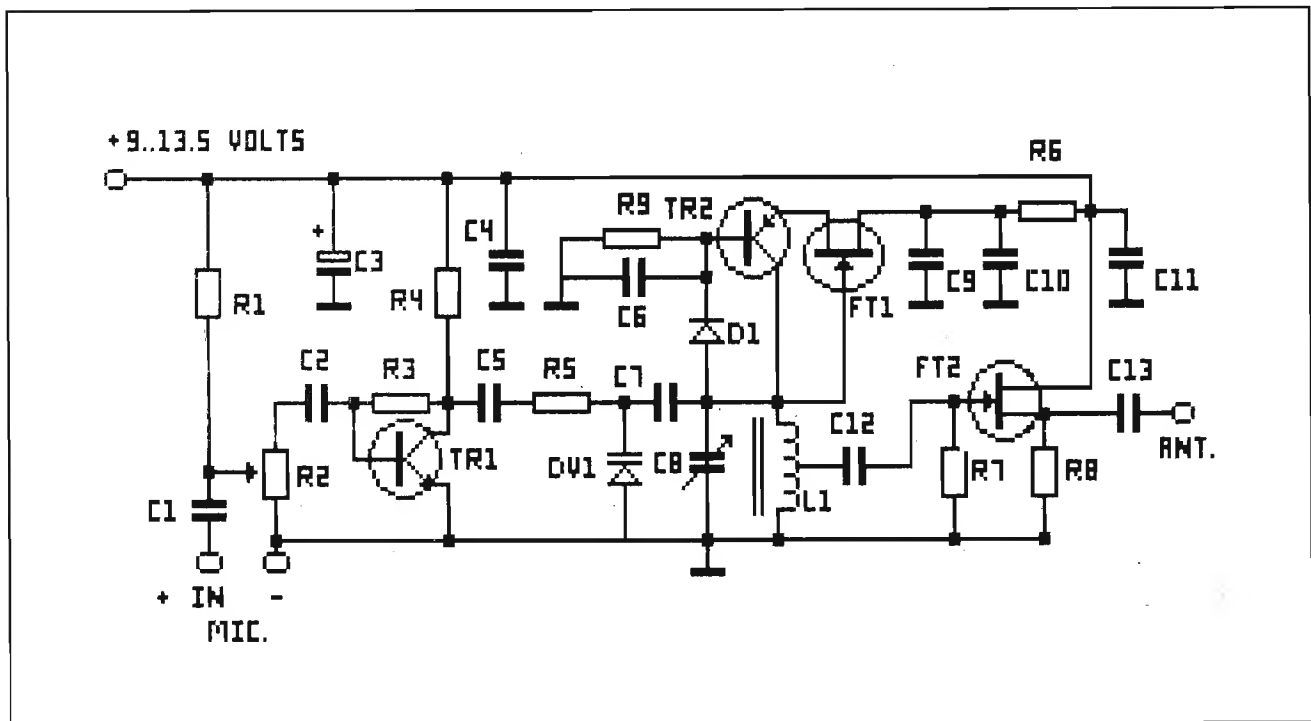 +9..13.5 VOLTS
R6
R9
TR2
C4
C3
R1
R4
C9
C10
C11
FT1
C6
D1
C2
R3
C5
R5
C7
FT2
C13
C12
ANT.
TR1
DV1
C8
R2
L1
R7
R8
C1
+ IN -
MIC.